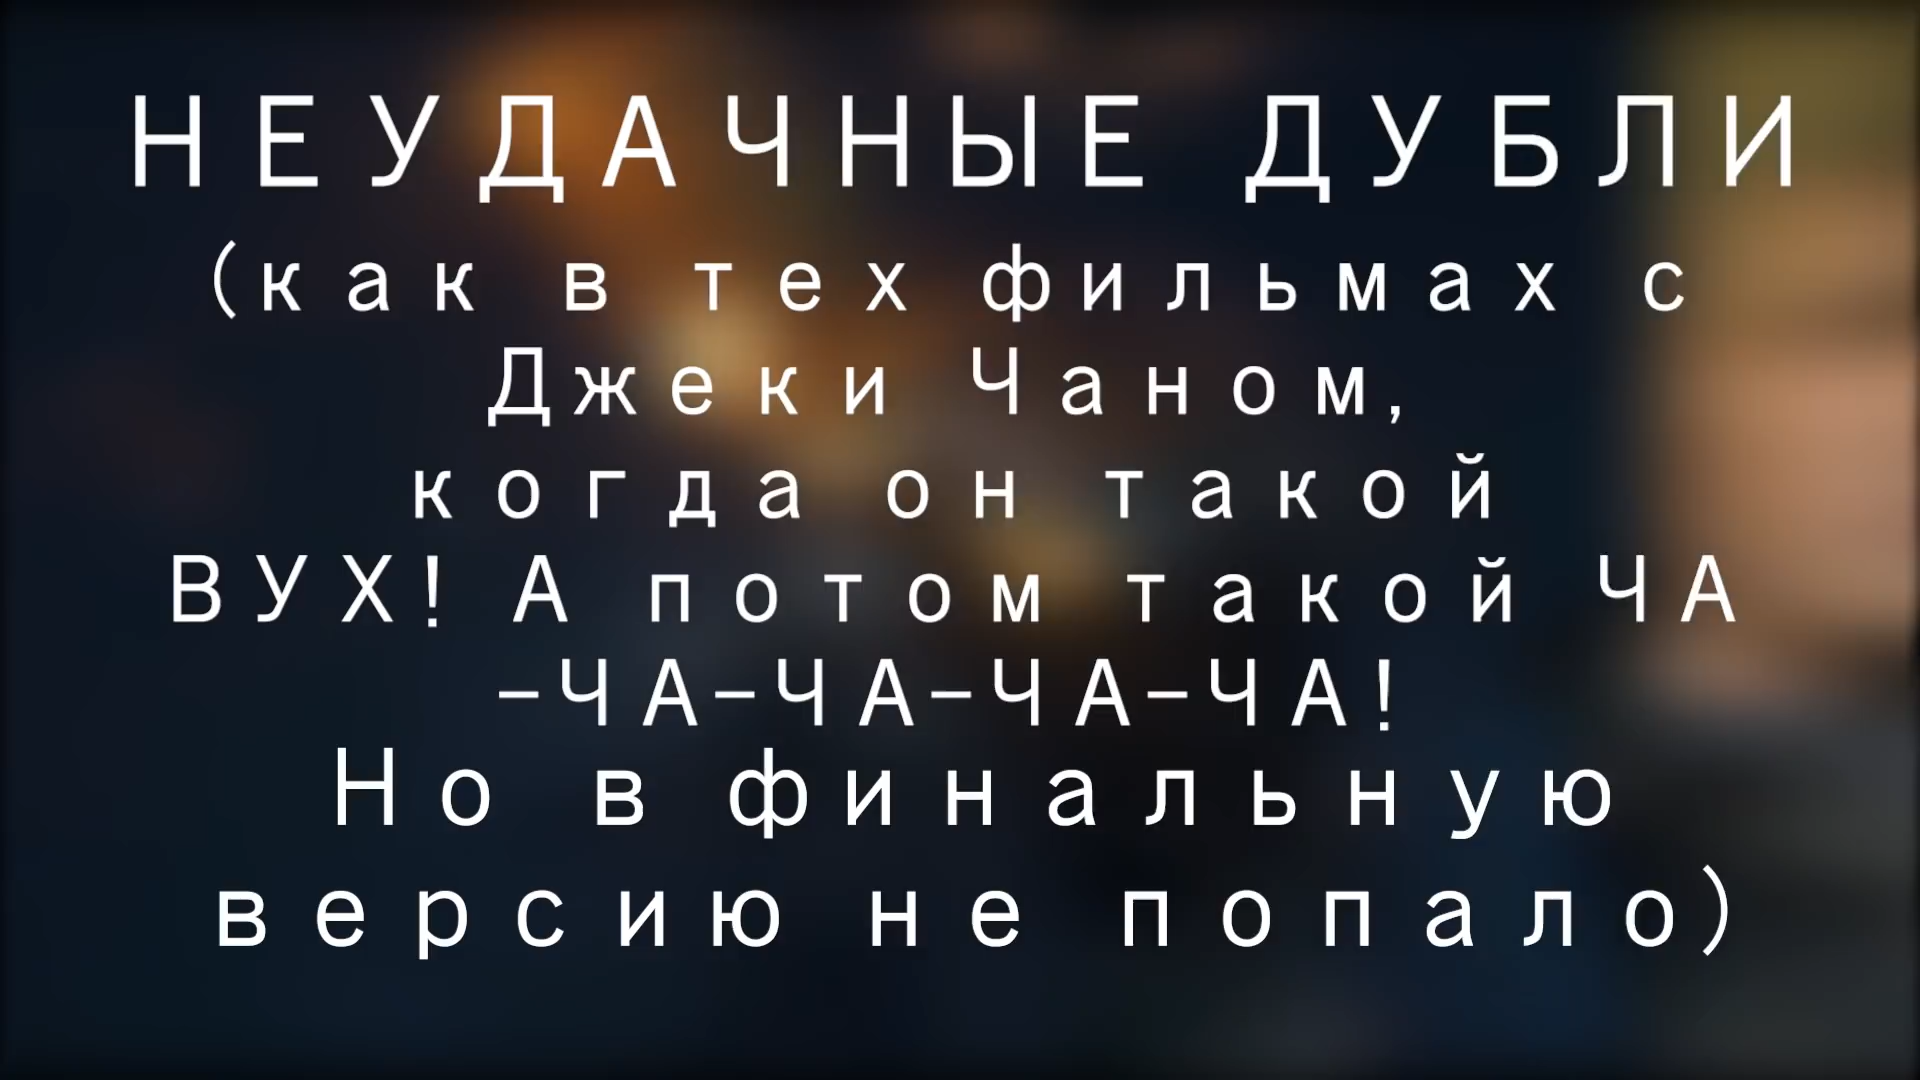 НЕУДАЧНЫЕ ДУБЛИ
(как в тех фильмах с
Джеки Чаном,
когда он такой
ВУХ! А потом такой ЧА
-ЧА-ЧА-ЧА-ЧА!
Но в финальную
версию не попало)